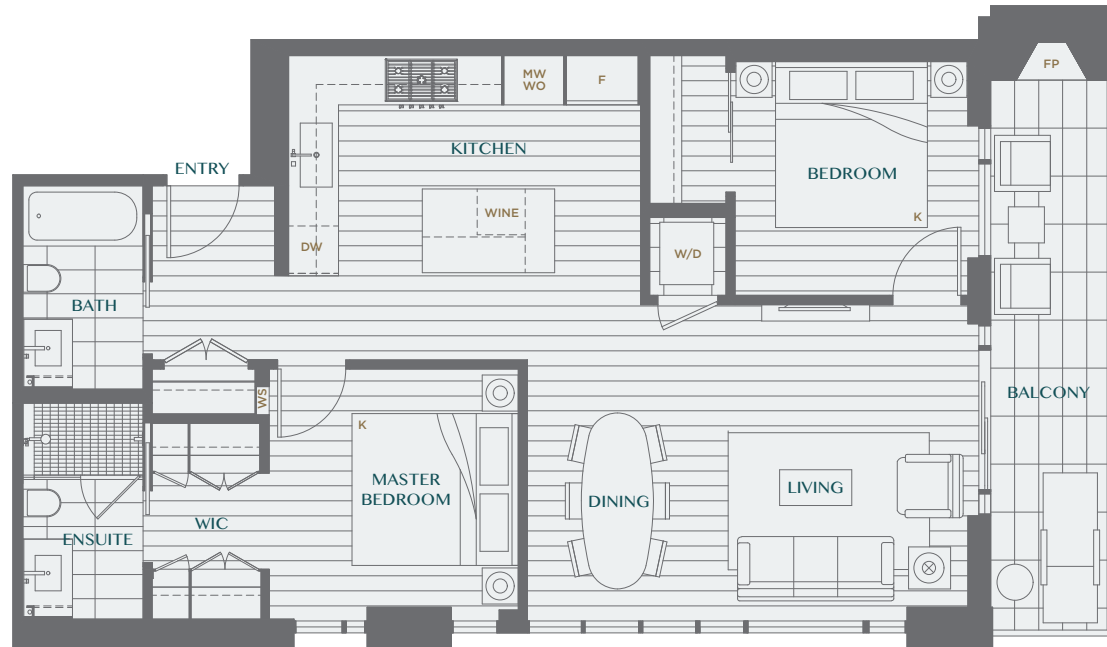 FP
MW
WO
F
ENTRY
KITCHEN
BEDROOM
WINE
K
DW
W/D
BATH
WS
BALCONY
K
MASTER
BEDROOM
LIVING
DINING
WIC
ENSUITE